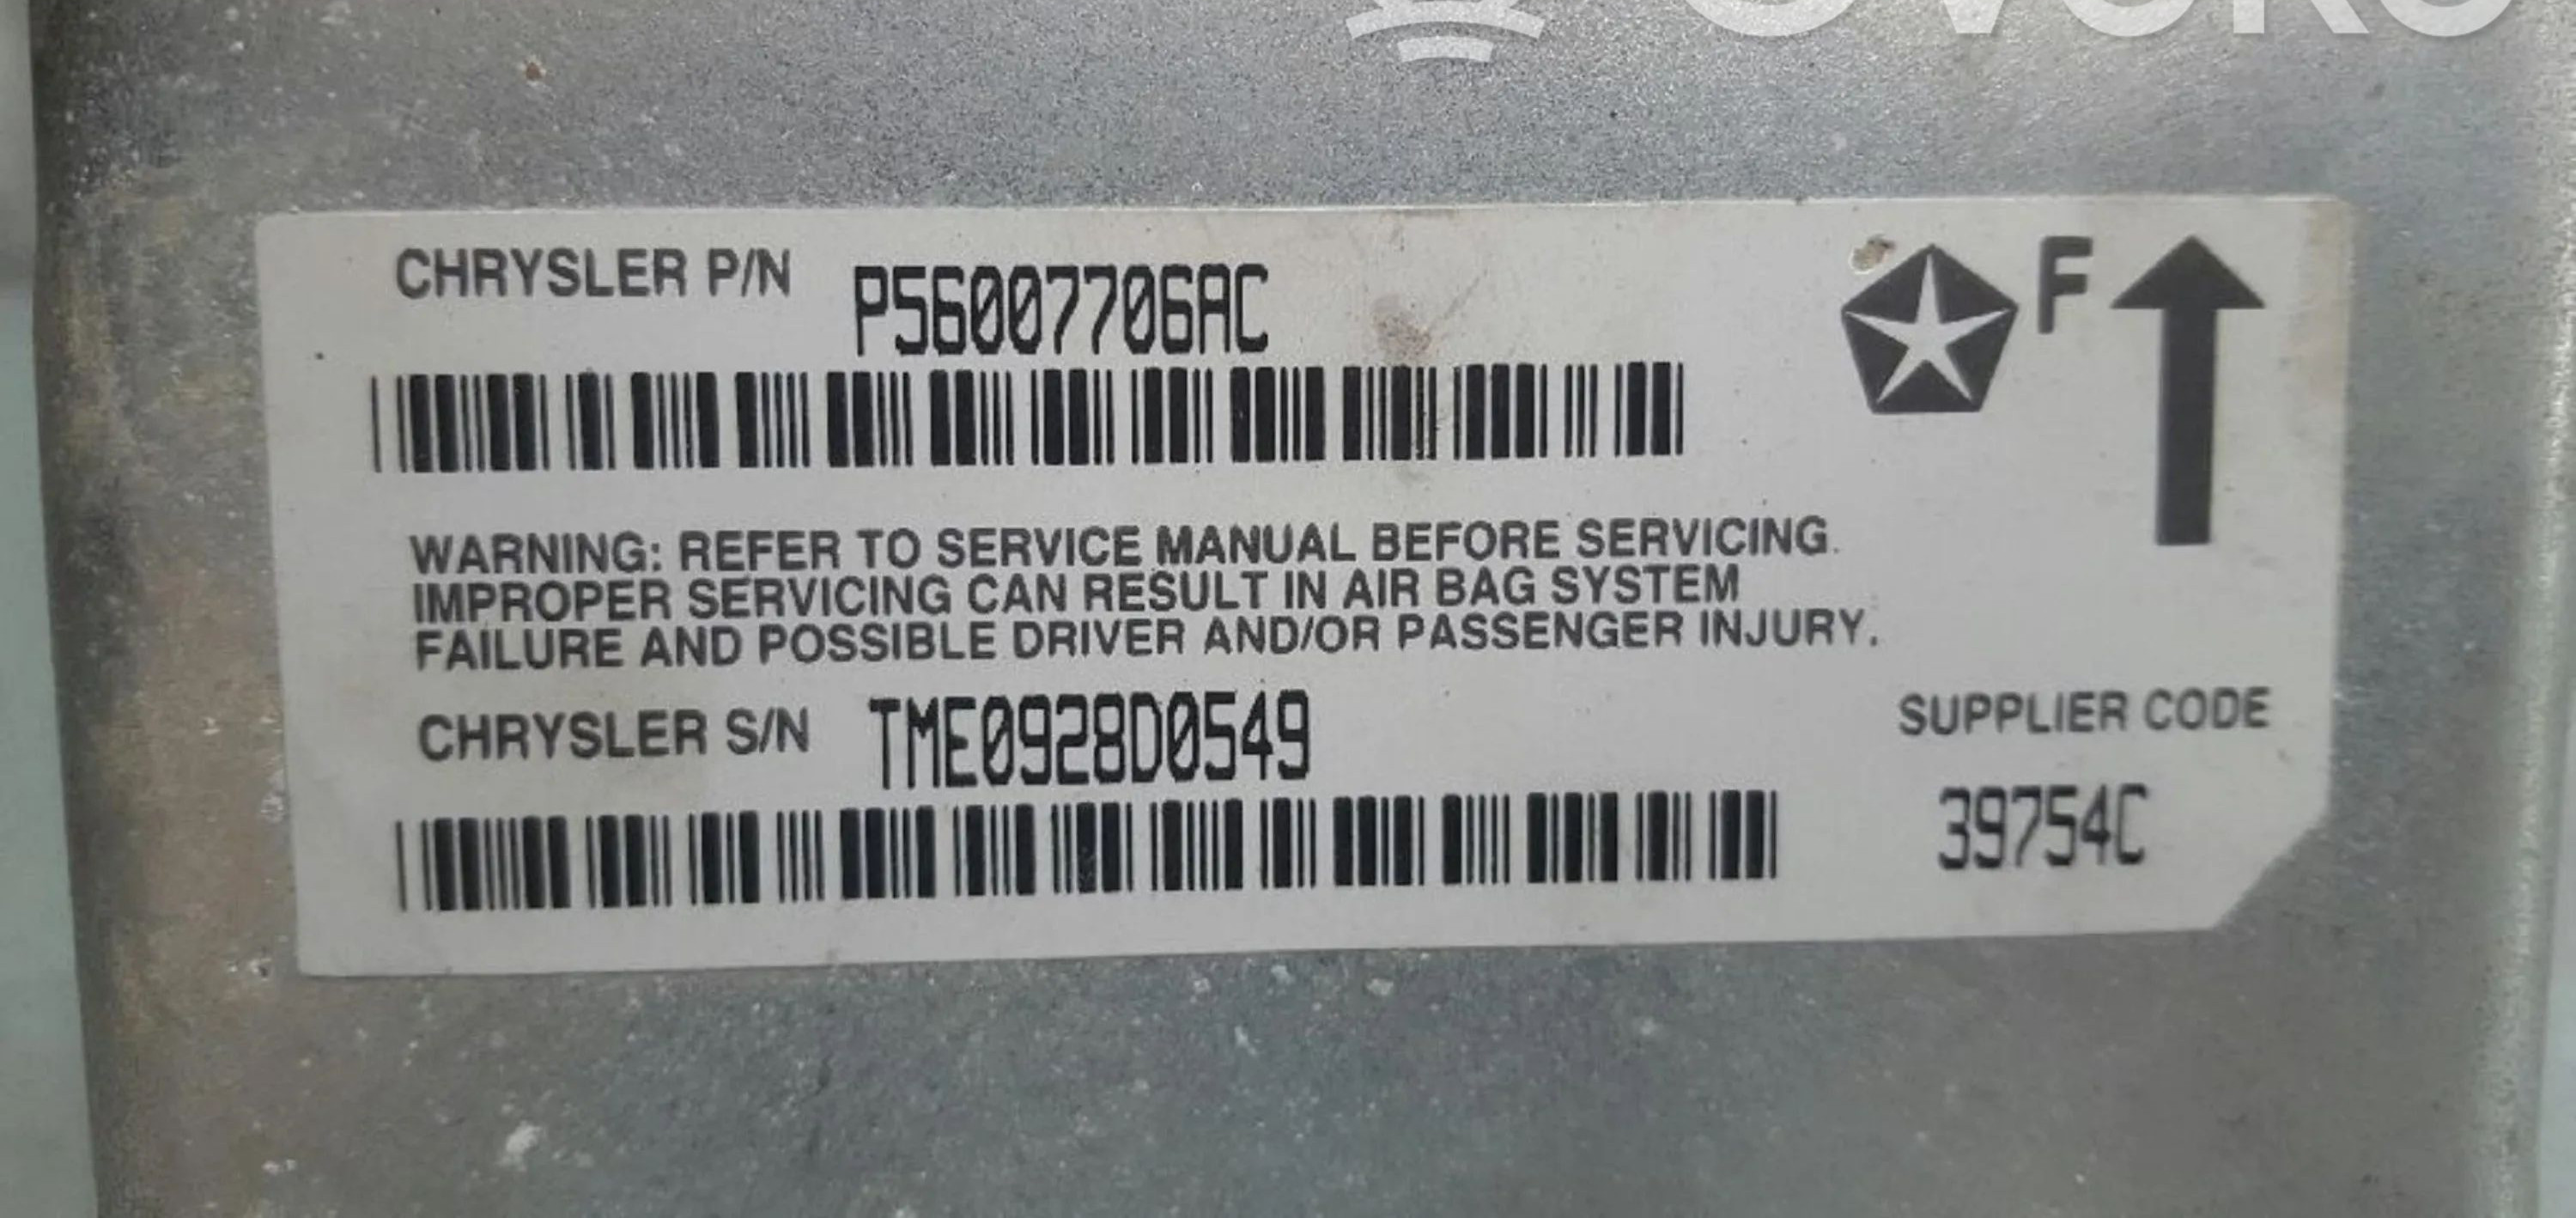 CHRYSLER P/N P56007706AC
F
WARNING: REFER TO SERVICE MANUAL BEFORE SERVICING.
IMPROPER SERVICING CAN RESULT IN AIR BAG SYSTEM
FAILURE AND POSSIBLE DRIVER AND/OR PASSENGER INJURY.
CHRYSLER S/N TME0928D0549
SUPPLIER CODE
39754C